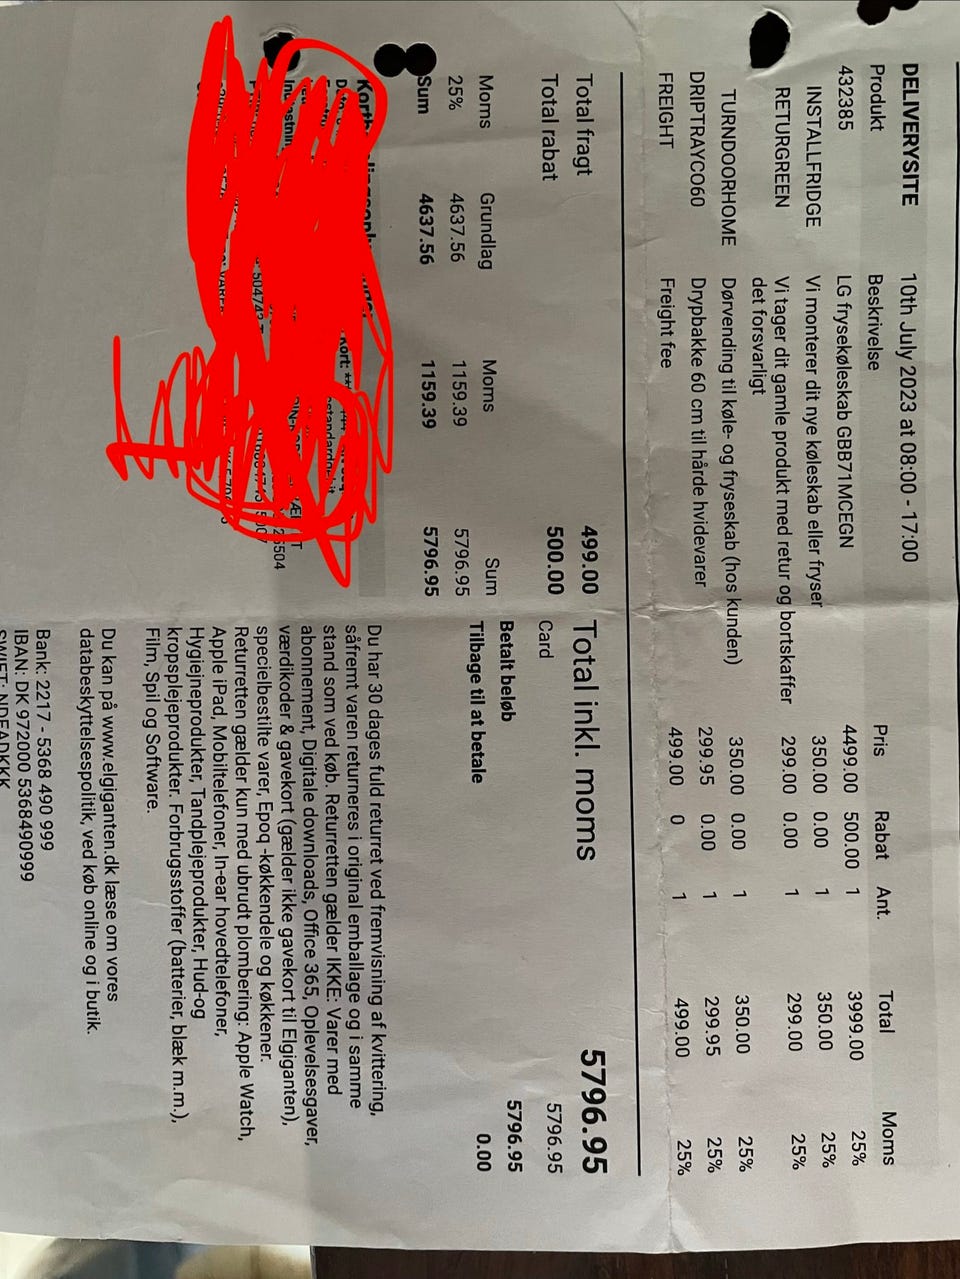 DELIVERYSITE 10th July 2023 at 08:00 - 17:00
Produkt Beskrivelse Pris Rabat Ant. Total Moms
432385 LG frysekøleskab GBB71MCEGN 4499.00 500.00 1 3999.00 25%
INSTALLFRIDGE Vi monterer dit nye køleskab eller fryser 350.00 0.00 1 350.00 25%
RETURGREEN Vi tager dit gamle produkt med retur og bortskaffer 299.00 0.00 1 299.00 25%
det forsvarligt
TURNDOORHOME Dørvending til køle- og fryseskab (hos kunden) 350.00 0.00 1 350.00 25%
DRIPTRAYCO60 Drypbakke 60 cm til hårde hvidevarer 299.95 0.00 1 299.95 25%
FREIGHT Freight fee 499.00 0 1 499.00 25%
Total fragt 499.00
Total rabat 500.00
Total inkl. moms 5796.95
Card 5796.95
Betalt beløb 5796.95
Tilbage til at betale 0.00
Moms Grundlag Moms Sum
25% 4637.56 1159.39 5796.95
Sum 4637.56 1159.39 5796.95
Du har 30 dages fuld returret ved fremvisning af kvittering,
såfremt varen returneres i original emballage og i samme
stand som ved køb. Returretten gælder IKKE: Varer med
abonnement, Digitale downloads, Office 365, Oplevelsesgaver,
værdikoder & gavekort (gælder ikke gavekort til Elgiganten),
specielbestilte varer, Epoq -køkkendele og køkkener.
Returretten gælder kun med ubrudt plombering: Apple Watch,
Apple iPad, Mobiltelefoner, In-ear hovedtelefoner,
Hygiejneprodukter, Tandplejeprodukter, Hud-og
kropsplejeprodukter. Forbrugsstoffer (batterier, blæk m.m.),
Film, Spil og Software.
Du kan på www.elgiganten.dk læse om vores
databeskyttelsespolitik, ved køb online og i butik.
Bank: 2217 - 5368 490 999
IBAN: DK 972000 5368490999
SWIFT: NDEADKKK